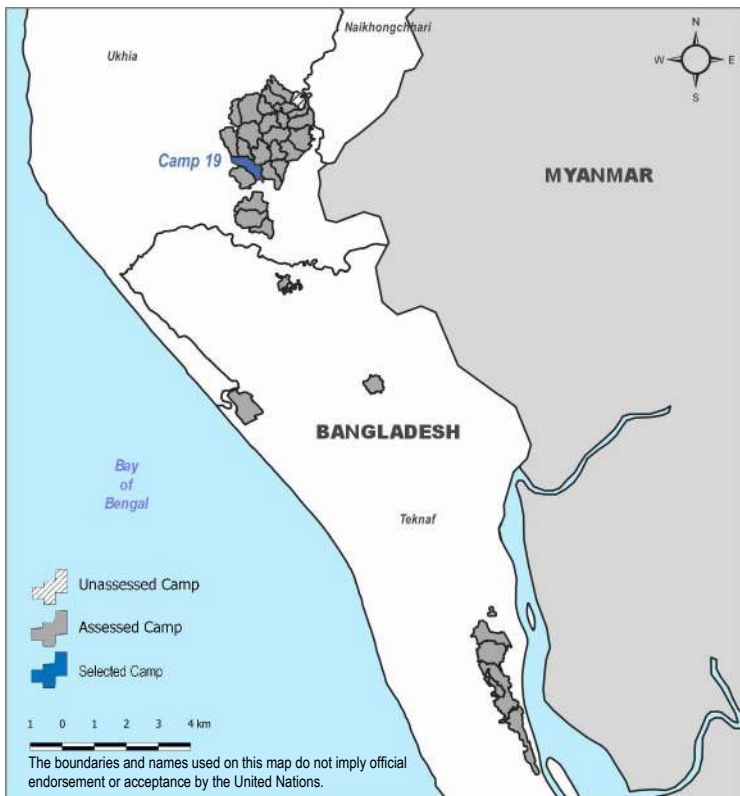 Naikhongchhari
Ukhia
N
W
E
S
Camp 19
MYANMAR
BANGLADESH
Bay
of
Bengal
Teknaf
Unassessed Camp
Assessed Camp
Selected Camp
1 0 1 2 3 4 km
The boundaries and names used on this map do not imply official
endorsement or acceptance by the United Nations.